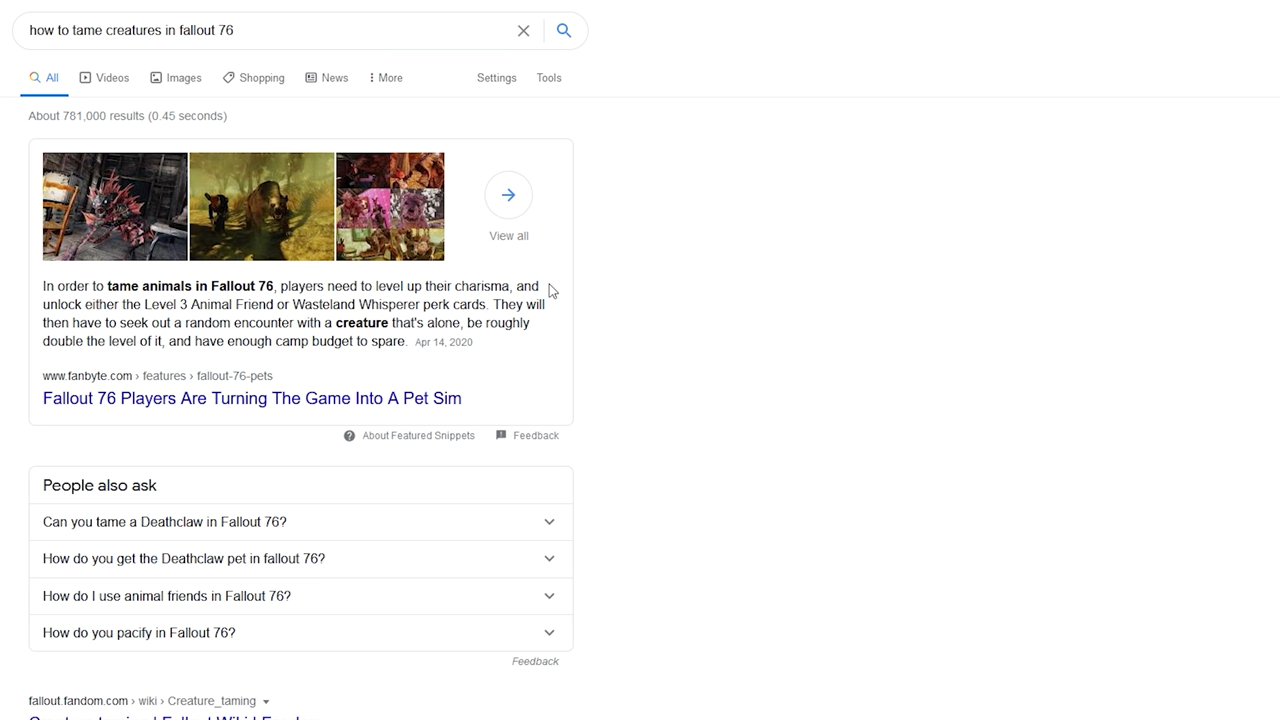 how to tame creatures in fallout 76
All Videos Images Shopping News More Settings Tools
About 781,000 results (0.45 seconds)
View all
In order to tame animals in Fallout 76, players need to level up their charisma, and
unlock either the Level 3 Animal Friend or Wasteland Whisperer perk cards. They will
then have to seek out a random encounter with a creature that's alone, be roughly
double the level of it, and have enough camp budget to spare. Apr 14, 2020
www.fanbyte.com › features › fallout-76-pets
Fallout 76 Players Are Turning The Game Into A Pet Sim
About Featured Snippets Feedback
People also ask
Can you tame a Deathclaw in Fallout 76?
How do you get the Deathclaw pet in fallout 76?
How do I use animal friends in Fallout 76?
How do you pacify in Fallout 76?
Feedback
fallout.fandom.com › wiki › Creature_taming